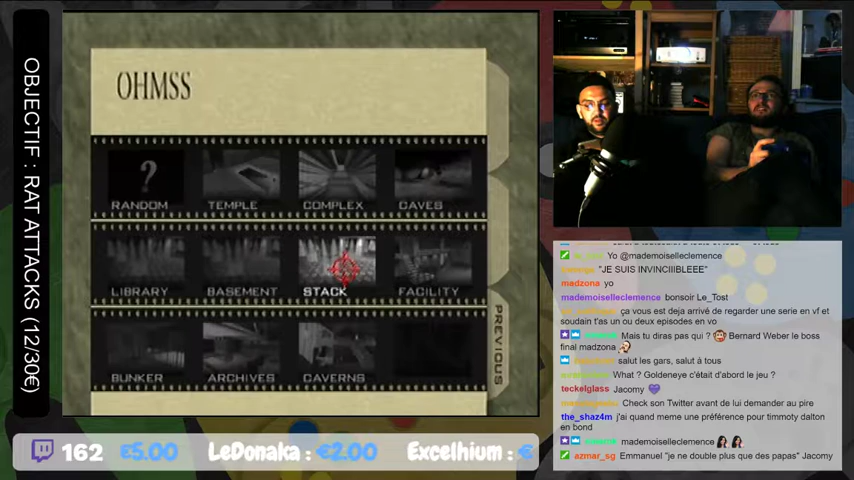 OBJECTIF : RAT ATTACKS (12/30€)
OHMSS
RANDOM TEMPLE COMPLEX CAVES
LIBRARY BASEMENT STACK FACILITY
BUNKER ARCHIVES CAVERNS
PREVIOUS
162 €5.00 LeDonaka : €2.00 Excelhium : €
Yo @mademoiselleclemence
"JE SUIS INVINCIIIBLEEE"
madzona yo
mademoiselleclemence bonsoir Le_Tost
ça vous est deja arrivé de regarder une serie en vf et
soudain t'as un ou deux episodes en vo
Mais tu diras pas qui ? Bernard Weber le boss
final madzona
salut les gars, salut à tous
What ? Goldeneye c'était d'abord le jeu ?
teckelglass Jacomy
Check son Twitter avant de lui demander au pire
the_shaz4m j'ai quand meme une préférence pour timmoty dalton
en bond
mademoiselleclemence
azmar_sg Emmanuel "je ne double plus que des papas" Jacomy